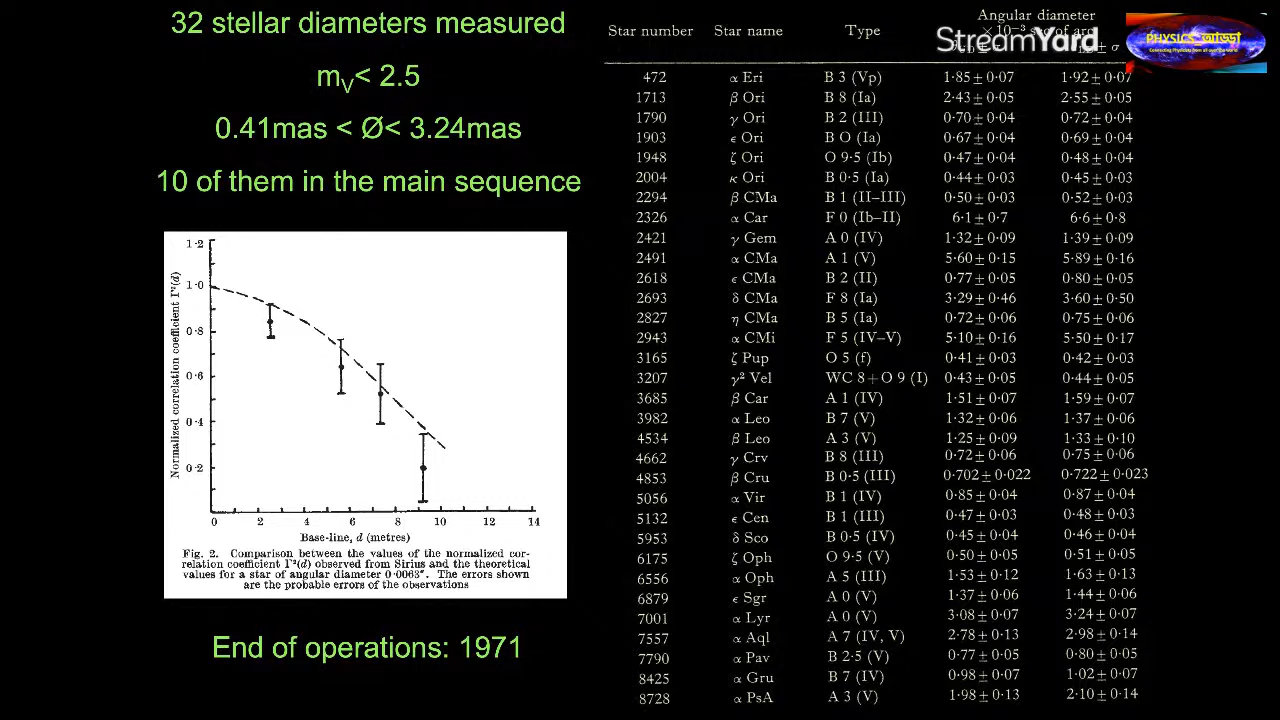 32 stellar diameters measured
mV< 2.5
0.41mas < Ø< 3.24mas
10 of them in the main sequence
1·2
1·0
0·8
0·6
0·4
0·2
Normalized correlation coefficient Γ²(d)
0 2 4 6 8 10 12 14
Base-line, d (metres)
Fig. 2. Comparison between the values of the normalized cor-
relation coefficient Γ²(d) observed from Sirius and the theoretical
values for a star of angular diameter 0·0063″. The errors shown
are the probable errors of the observations
End of operations: 1971
Angular diameter
Star number Star name Type
StreamYard
PHYSICS_আড্ডা
472 α Eri B 3 (Vp) 1·85±0·07 1·92±0·07
1713 β Ori B 8 (Ia) 2·43±0·05 2·55±0·05
1790 γ Ori B 2 (III) 0·70±0·04 0·72±0·04
1903 ε Ori B O (Ia) 0·67±0·04 0·69±0·04
1948 ζ Ori O 9·5 (Ib) 0·47±0·04 0·48±0·04
2004 κ Ori B 0·5 (Ia) 0·44±0·03 0·45±0·03
2294 β CMa B 1 (II–III) 0·50±0·03 0·52±0·03
2326 α Car F 0 (Ib–II) 6·1±0·7 6·6±0·8
2421 γ Gem A 0 (IV) 1·32±0·09 1·39±0·09
2491 α CMa A 1 (V) 5·60±0·15 5·89±0·16
2618 ε CMa B 2 (II) 0·77±0·05 0·80±0·05
2693 δ CMa F 8 (Ia) 3·29±0·46 3·60±0·50
2827 η CMa B 5 (Ia) 0·72±0·06 0·75±0·06
2943 α CMi F 5 (IV–V) 5·10±0·16 5·50±0·17
3165 ζ Pup O 5 (f) 0·41±0·03 0·42±0·03
3207 γ² Vel WC 8+O 9 (I) 0·43±0·05 0·44±0·05
3685 β Car A 1 (IV) 1·51±0·07 1·59±0·07
3982 α Leo B 7 (V) 1·32±0·06 1·37±0·06
4534 β Leo A 3 (V) 1·25±0·09 1·33±0·10
4662 γ Crv B 8 (III) 0·72±0·06 0·75±0·06
4853 β Cru B 0·5 (III) 0·702±0·022 0·722±0·023
5056 α Vir B 1 (IV) 0·85±0·04 0·87±0·04
5132 ε Cen B 1 (III) 0·47±0·03 0·48±0·03
5953 δ Sco B 0·5 (IV) 0·45±0·04 0·46±0·04
6175 ζ Oph O 9·5 (V) 0·50±0·05 0·51±0·05
6556 α Oph A 5 (III) 1·53±0·12 1·63±0·13
6879 ε Sgr A 0 (V) 1·37±0·06 1·44±0·06
7001 α Lyr A 0 (V) 3·08±0·07 3·24±0·07
7557 α Aql A 7 (IV, V) 2·78±0·13 2·98±0·14
7790 α Pav B 2·5 (V) 0·77±0·05 0·80±0·05
8425 α Gru B 7 (IV) 0·98±0·07 1·02±0·07
8728 α PsA A 3 (V) 1·98±0·13 2·10±0·14